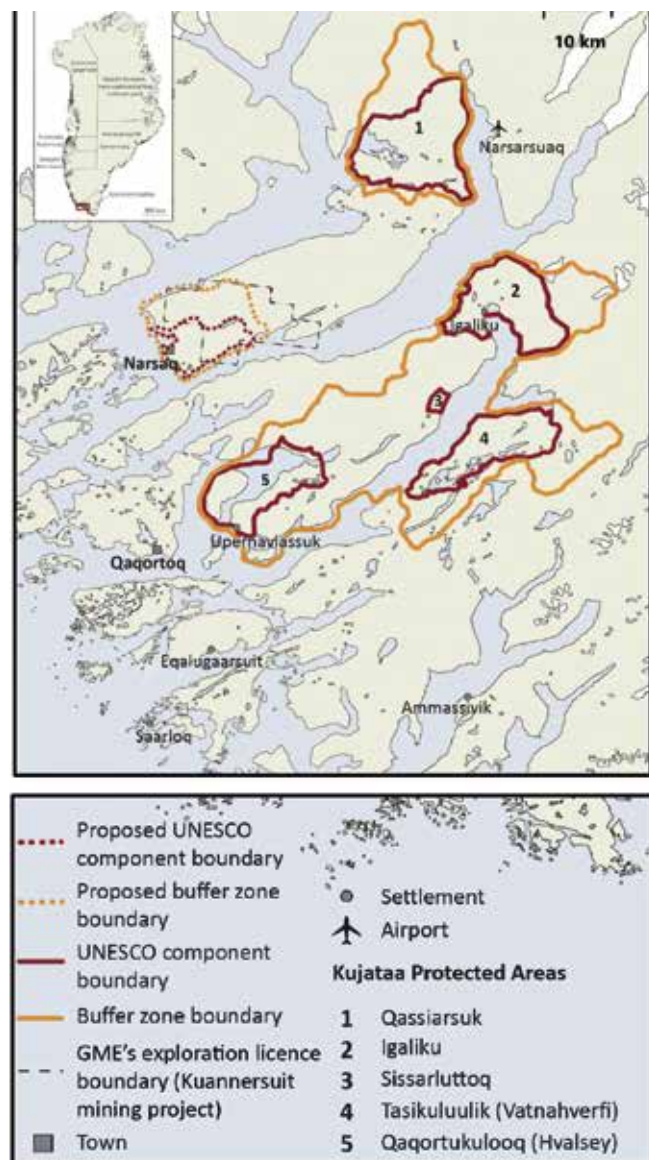 10 km
1
Narsarsuaq
2
Igaliku
Narsaq
3
4
5
Upernaviassuk
Qaqortoq
Eqalugaarsuit
Ammassivik
Saarloq
Proposed UNESCO
component boundary
Proposed buffer zone
boundary
UNESCO component
boundary
Buffer zone boundary
GME's exploration licence
boundary (Kuannersuit
mining project)
Town
Settlement
Airport
Kujataa Protected Areas
1 Qassiarsuk
2 Igaliku
3 Sissarluttoq
4 Tasikuluulik (Vatnahverfi)
5 Qaqortukulooq (Hvalsey)